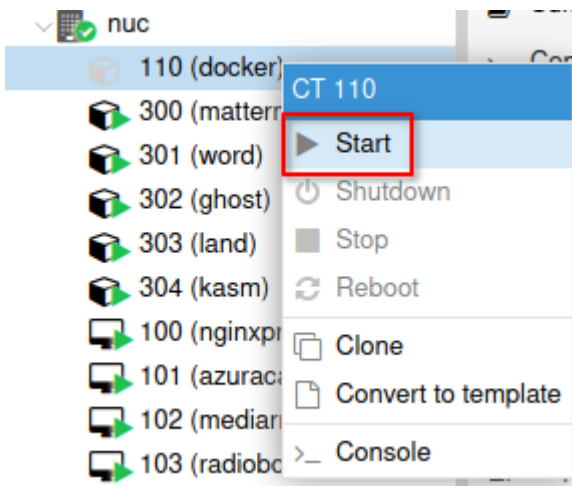 nuc
110 (docker)
CT 110
300 (matterr
Start
301 (word)
302 (ghost)
Shutdown
303 (land)
Stop
304 (kasm)
Reboot
100 (nginxpr
Clone
101 (azuraca
Convert to template
102 (mediar
103 (radiobo
>_ Console